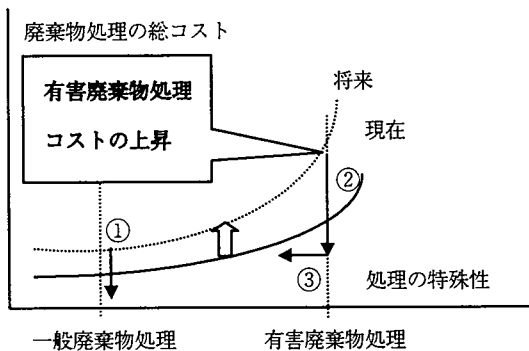 廃棄物処理の総コスト
有害廃棄物処理
コストの上昇
将来
現在
①
②
③
処理の特殊性
一般廃棄物処理
有害廃棄物処理